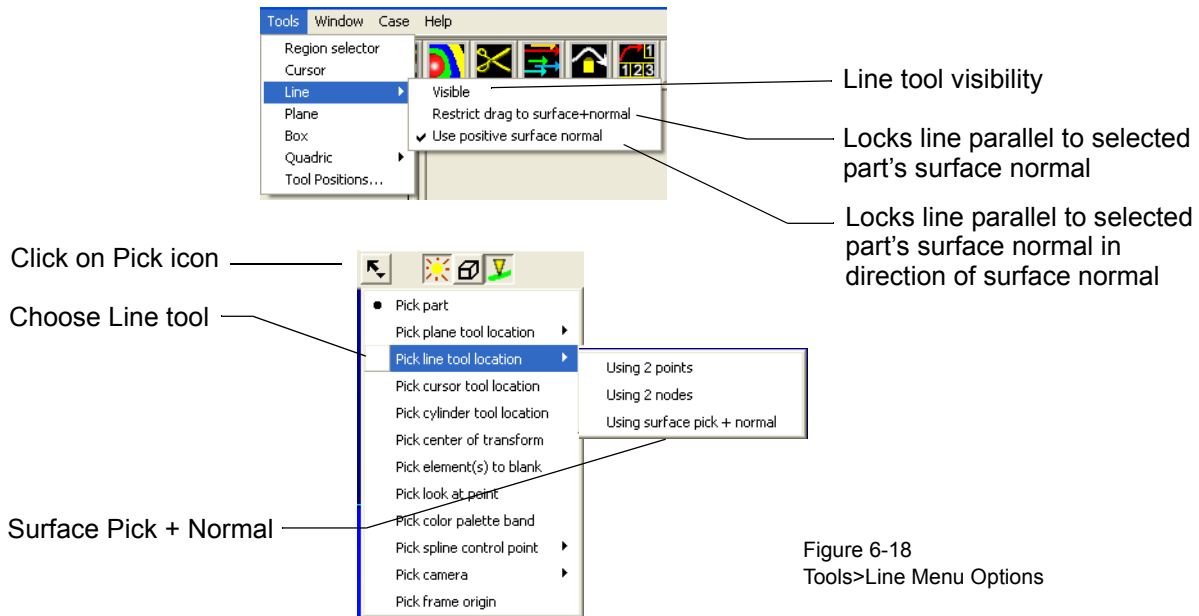 Tools Window Case Help
Region selector
Cursor
Line
Plane
Box
Quadric
Tool Positions...
1
1 2 3
Visible
Restrict drag to surface+normal
Use positive surface normal
Line tool visibility
Locks line parallel to selected
part's surface normal
Locks line parallel to selected
part's surface normal in
direction of surface normal
Click on Pick icon
Choose Line tool
Surface Pick + Normal
Pick part
Pick plane tool location
Pick line tool location
Pick cursor tool location
Pick cylinder tool location
Pick center of transform
Pick element(s) to blank
Pick look at point
Pick color palette band
Pick spline control point
Pick camera
Pick frame origin
Using 2 points
Using 2 nodes
Using surface pick + normal
Figure 6-18
Tools>Line Menu Options